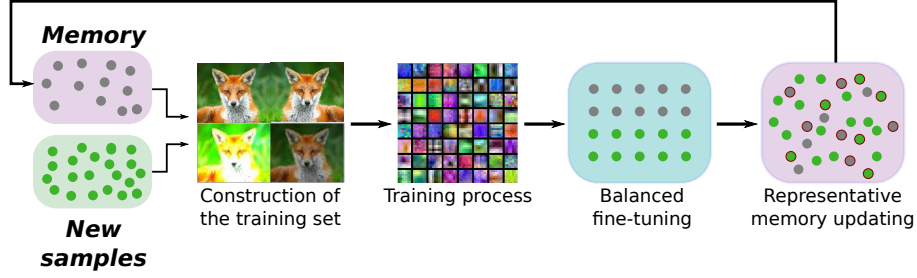 Memory
New
samples
Construction of
the training set
Training process
Balanced
fine-tuning
Representative
memory updating